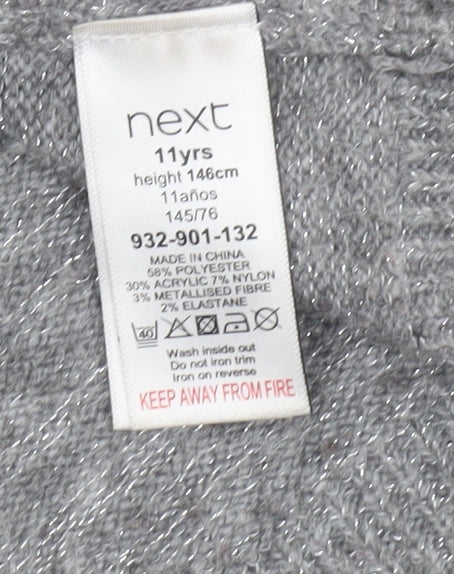 next
11yrs
height 146cm
11años
145/76
932-901-132
MADE IN CHINA
58% POLYESTER
30% ACRYLIC 7% NYLON
3% METALLISED FIBRE
2% ELASTANE
40
Wash inside out
Do not iron trim
Iron on reverse
KEEP AWAY FROM FIRE